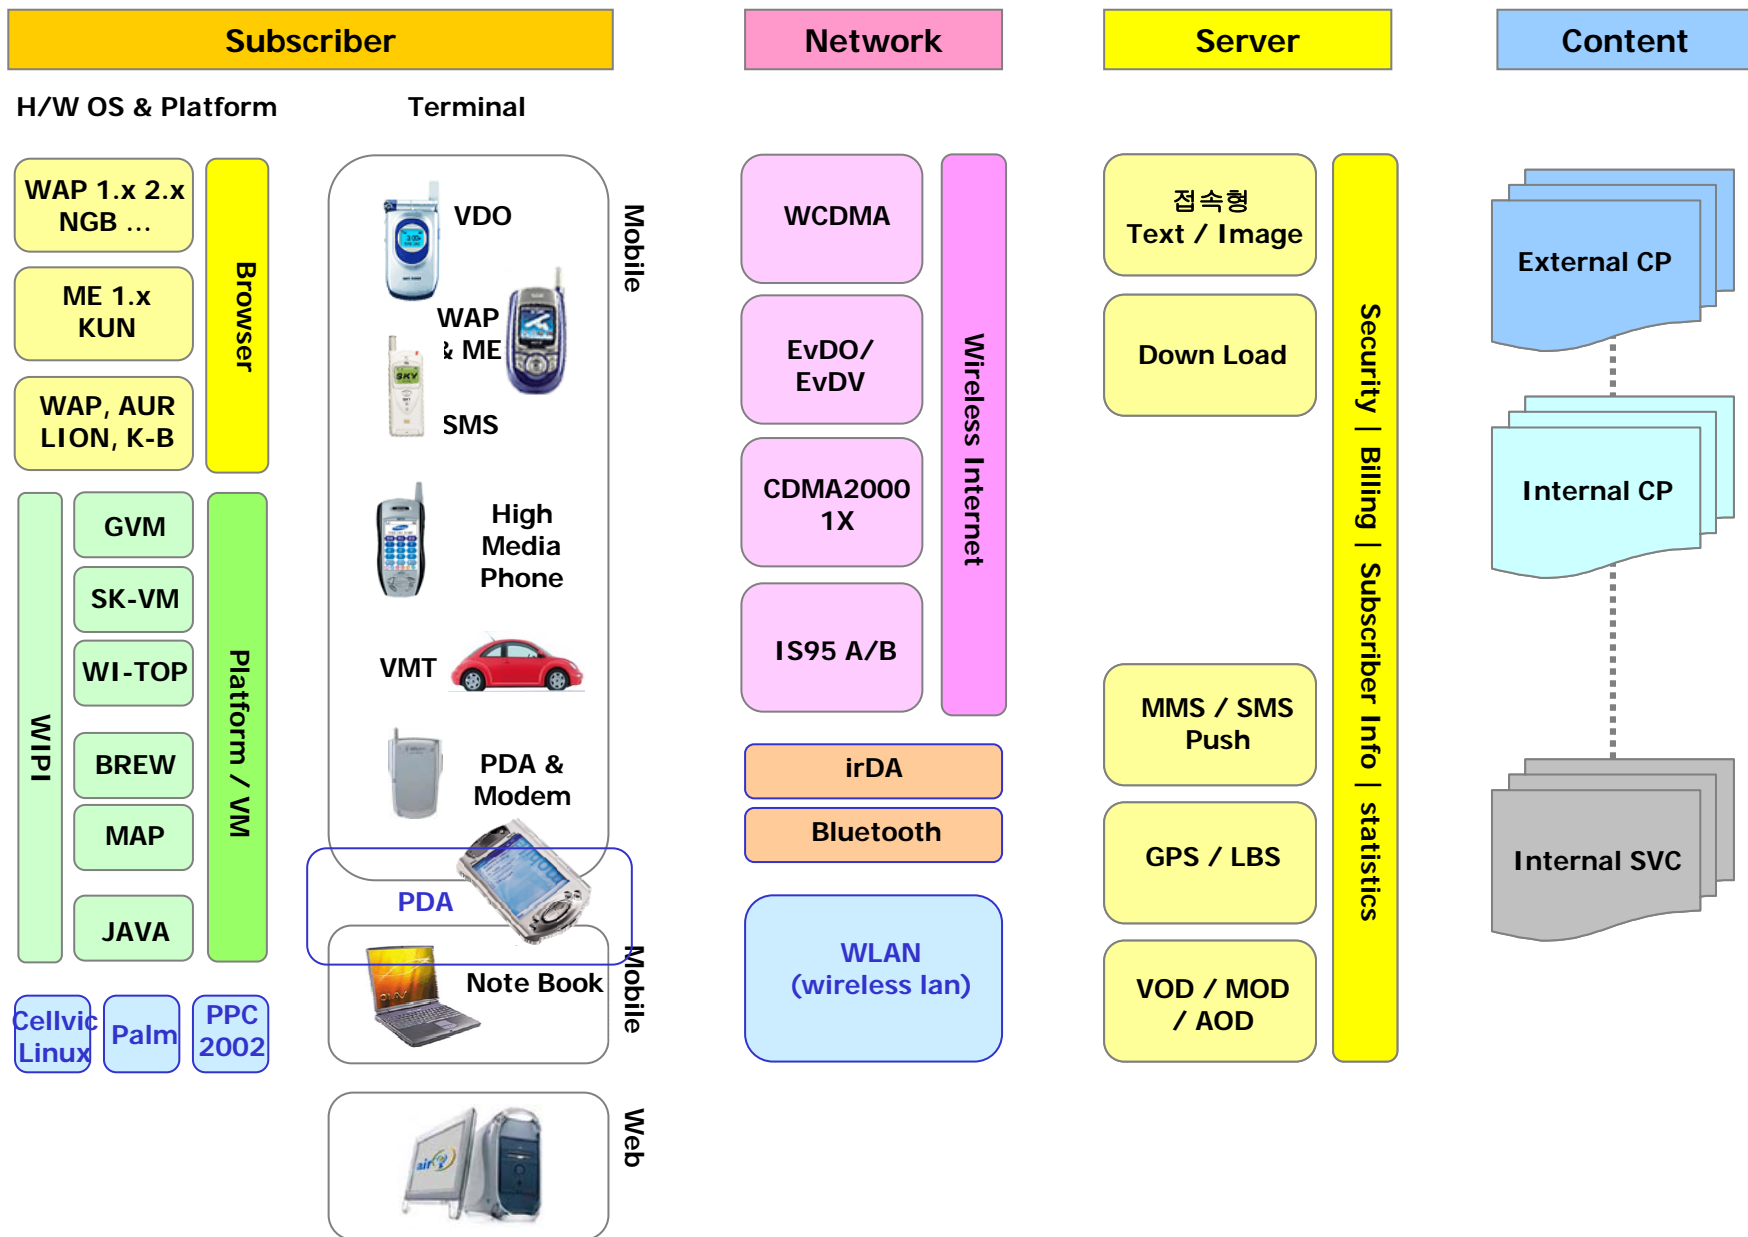 Subscriber
Network
Server
Content
H/W OS & Platform
Terminal
WAP 1.x 2.x
NGB ...
ME 1.x
KUN
WAP, AUR
LION, K-B
Browser
WIPI
GVM
SK-VM
WI-TOP
BREW
MAP
JAVA
Platform / VM
Cellvic
Linux
Palm
PPC
2002
VDO
WAP
& ME
SKY
SMS
High
Media
Phone
VMT
PDA &
Modem
Mobile
PDA
Note Book
Mobile
air
Web
WCDMA
EvDO/
EvDV
CDMA2000
1X
IS95 A/B
Wireless Internet
irDA
Bluetooth
WLAN
(wireless lan)
접속형
Text / Image
Down Load
MMS / SMS
Push
GPS / LBS
VOD / MOD
/ AOD
Security | Billing | Subscriber Info | statistics
External CP
Internal CP
Internal SVC